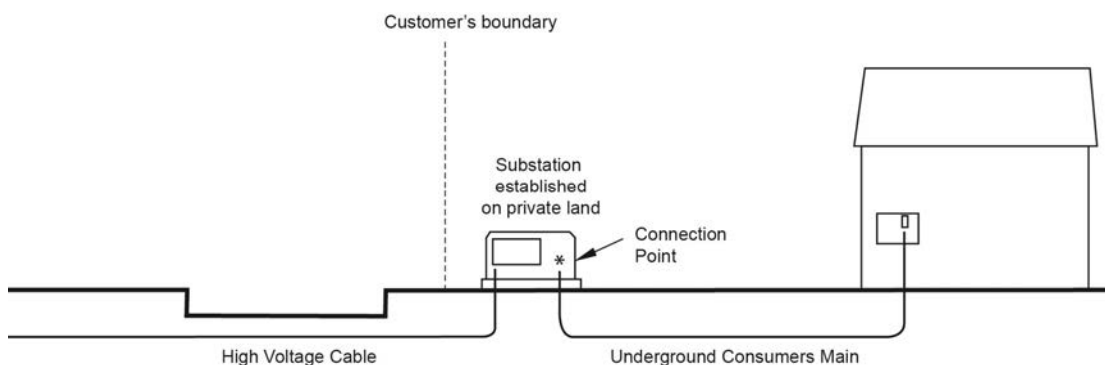 Customer's boundary
Substation
established
on private land
Connection
Point
*
High Voltage Cable
Underground Consumers Main